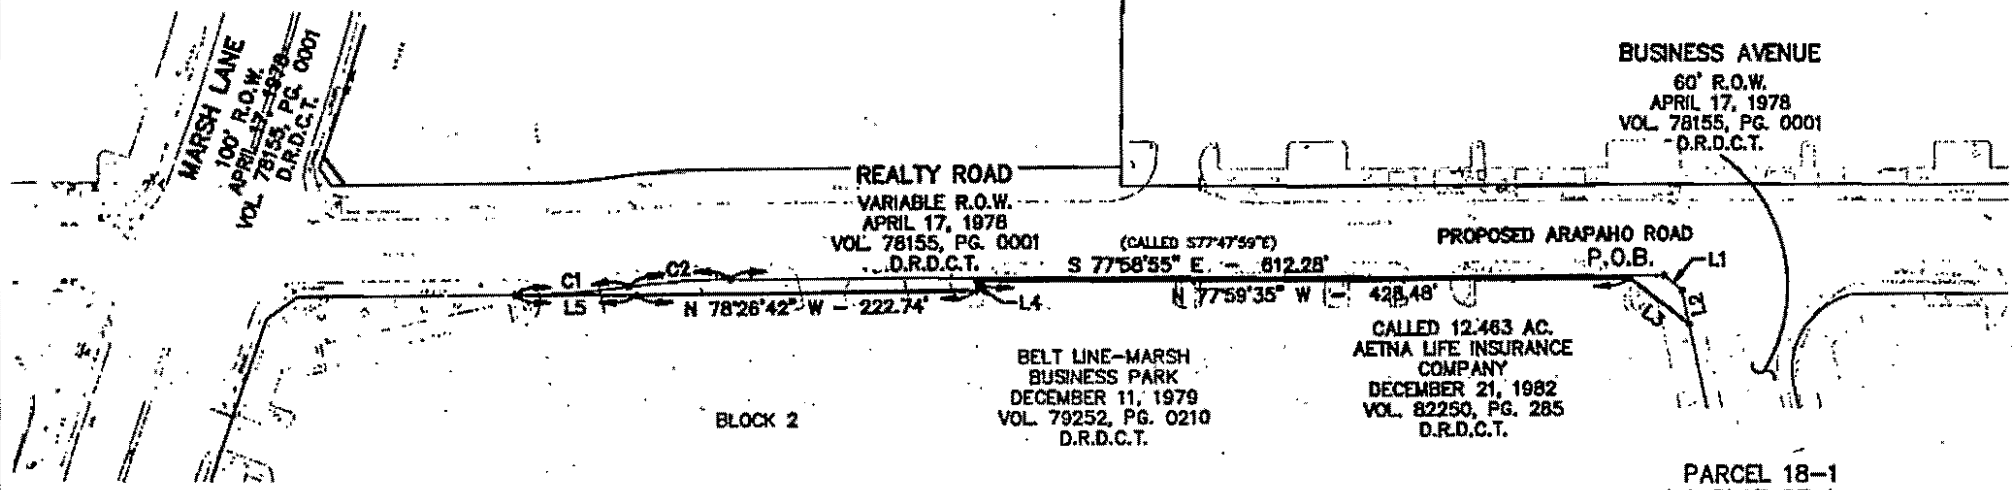 MARSH LANE
100' R.O.W.
APRIL 17, 1978
VOL. 78155, PG. 0001
D.R.D.C.T.
REALTY ROAD
VARIABLE R.O.W.
APRIL 17, 1978
VOL. 78155, PG. 0001
D.R.D.C.T.
BUSINESS AVENUE
60' R.O.W.
APRIL 17, 1978
VOL. 78155, PG. 0001
D.R.D.C.T.
(CALLED S77°47'59"E)
S 77°58'55" E - 612.28'
PROPOSED ARAPAHO ROAD
P.O.B.
L1
C1
C2
L5
N 78°26'42" W - 222.74'
L4
N 77°59'35" W - 428.48'
L3
L2
BELT LINE-MARSH
BUSINESS PARK
DECEMBER 11, 1979
VOL. 79252, PG. 0210
D.R.D.C.T.
CALLED 12.463 AC.
AETNA LIFE INSURANCE
COMPANY
DECEMBER 21, 1982
VOL. 82250, PG. 285
D.R.D.C.T.
BLOCK 2
PARCEL 18-1